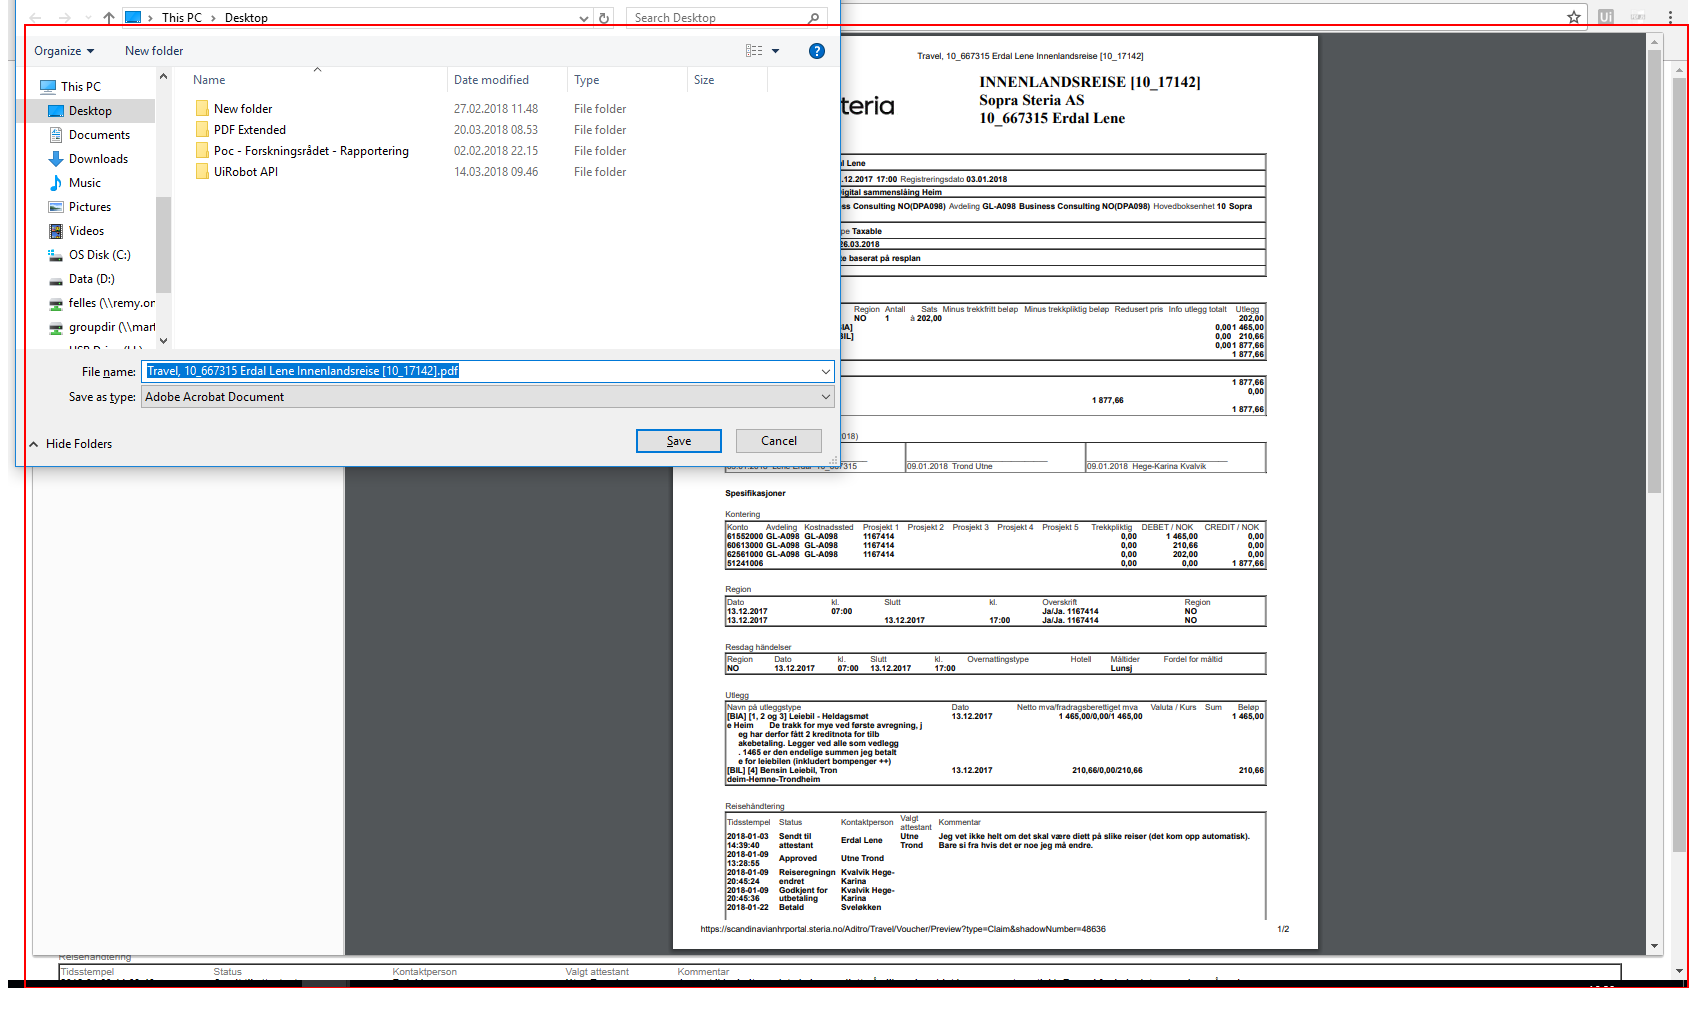 This PC > Desktop
Search Desktop
Organize
New folder
Name
Date modified
Type
Size
This PC
Desktop
Documents
Downloads
Music
Pictures
Videos
OS Disk (C:)
Data (D:)
felles (\\remy.or
groupdir (\\mart
New folder 27.02.2018 11.48 File folder
PDF Extended 20.03.2018 08.53 File folder
Poc - Forskningsrådet - Rapportering 02.02.2018 22.15 File folder
UiRobot API 14.03.2018 09.46 File folder
File name: Travel, 10_667315 Erdal Lene Innenlandsreise [10_17142].pdf
Save as type: Adobe Acrobat Document
Hide Folders
Save
Cancel
Ui
Travel, 10_667315 Erdal Lene Innenlandsreise [10_17142]
teria
INNENLANDSREISE [10_17142]
Sopra Steria AS
10_667315 Erdal Lene
al Lene
.12.2017 17:00 Registreringsdato 03.01.2018
igital sammenslåing Heim
ss Consulting NO(DPA098) Avdeling GL-A098 Business Consulting NO(DPA098) Hovedboksenhet 10 Sopra
pe Taxable
26.03.2018
te baserat på resplan
Region Antall Sats Minus trekkfritt beløp Minus trekkpliktig beløp Redusert pris Info utlegg totalt Utlegg
NO 1 à 202,00 202,00
IA] 0,00 1 465,00
BIL] 0,00 210,66
0,00 1 877,66
1 877,66
1 877,66
0,00
1 877,66
1 877,66
018)
03.01.2018 Lene Erdal 10_667315
09.01.2018 Trond Utne
09.01.2018 Hege-Karina Kvalvik
Spesifikasjoner
Kontering
Konto Avdeling Kostnadssted Prosjekt 1 Prosjekt 2 Prosjekt 3 Prosjekt 4 Prosjekt 5 Trekkpliktig DEBET / NOK CREDIT / NOK
61552000 GL-A098 GL-A098 1167414 0,00 1 465,00 0,00
60613000 GL-A098 GL-A098 1167414 0,00 210,66 0,00
62561000 GL-A098 GL-A098 1167414 0,00 202,00 0,00
51241006 0,00 0,00 1 877,66
Region
Dato kl. Slutt kl. Overskrift Region
13.12.2017 07:00 Ja/Ja. 1167414 NO
13.12.2017 13.12.2017 17:00 Ja/Ja. 1167414 NO
Resdag händelser
Region Dato kl. Slutt kl. Overnattingstype Hotell Måltider Fordel for måltid
NO 13.12.2017 07:00 13.12.2017 17:00 Lunsj
Utlegg
Navn på utleggstype Dato Netto mva/fradragsberettiget mva Valuta / Kurs Sum Beløp
[BIA] [1, 2 og 3] Leiebil - Heldagsmøt 13.12.2017 1 465,00/0,00/1 465,00 1 465,00
e Heim De trakk for mye ved første avregning, j
eg har derfor fått 2 kreditnota for tilb
akebetaling. Legger ved alle som vedlegg
. 1465 er den endelige summen jeg betalt
e for leiebilen (inkludert bompenger ++)
[BIL] [4] Bensin Leiebil, Tron 13.12.2017 210,66/0,00/210,66 210,66
deim-Hemne-Trondheim
Reisehåndtering
Tidsstempel Status Kontaktperson Valgt attestant Kommentar
2018-01-03 14:39:40 Sendt til attestant Erdal Lene Utne Trond Jeg vet ikke helt om det skal være diett på slike reiser (det kom opp automatisk).
Bare si fra hvis det er noe jeg må endre.
2018-01-09 13:28:55 Approved Utne Trond
2018-01-09 20:45:24 Reiseregningn endret Kvalvik Hege-Karina
2018-01-09 20:45:36 Godkjent for utbetaling Kvalvik Hege-Karina
2018-01-22 Betald Sveløkken
https://scandinavianhrportal.steria.no/Aditro/Travel/Voucher/Preview?type=Claim&shadowNumber=48636 1/2
Reisehåndtering
Tidsstempel Status Kontaktperson Valgt attestant Kommentar